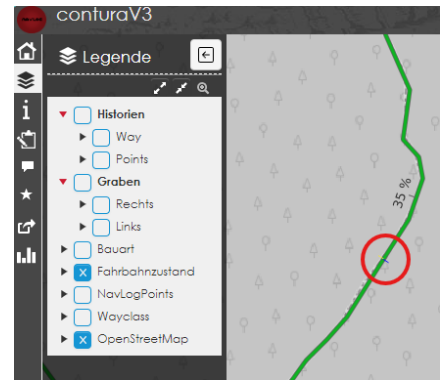 conturaV3
Legende
Historien
Way
Points
Graben
Rechts
Links
Bauart
Fahrbahnzustand
NavLogPoints
Wayclass
OpenStreetMap
35 %